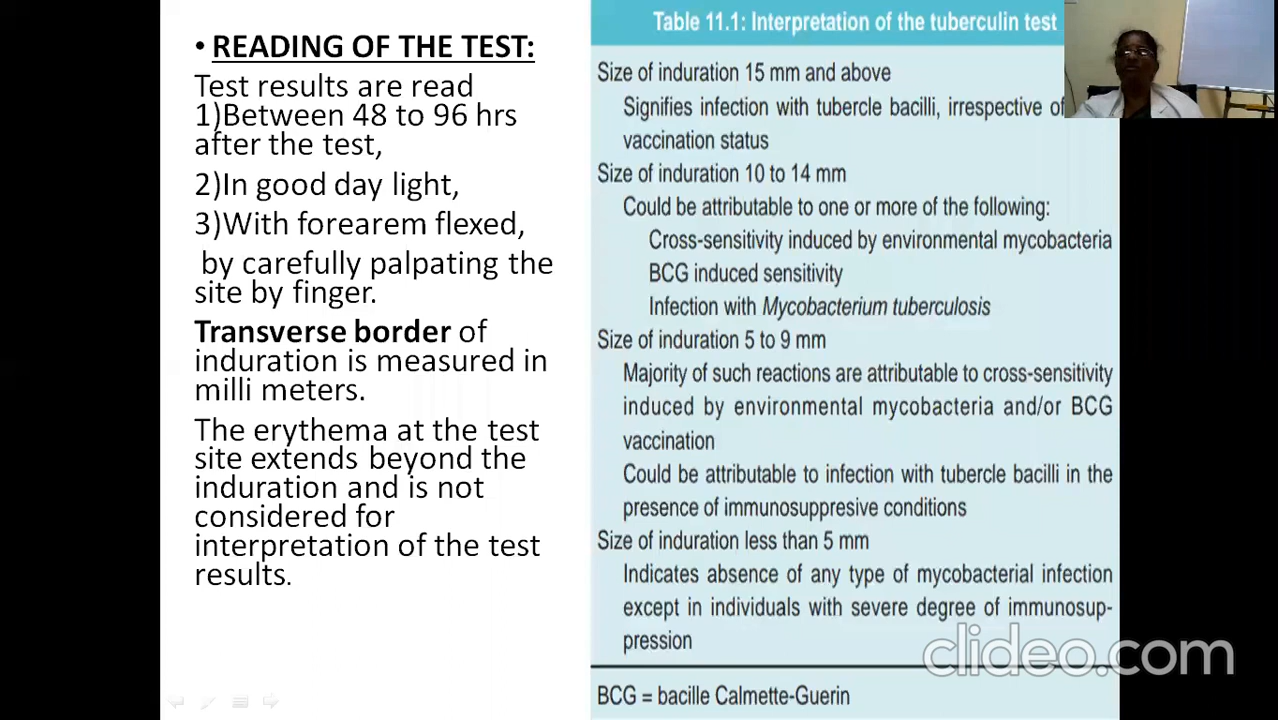 • READING OF THE TEST:
Test results are read
1)Between 48 to 96 hrs
after the test,
2)In good day light,
3)With forearem flexed,
by carefully palpating the
site by finger.
Transverse border of
induration is measured in
milli meters.
The erythema at the test
site extends beyond the
induration and is not
considered for
interpretation of the test
results.
Table 11.1: Interpretation of the tuberculin test
Size of induration 15 mm and above
Signifies infection with tubercle bacilli, irrespective of
vaccination status
Size of induration 10 to 14 mm
Could be attributable to one or more of the following:
Cross-sensitivity induced by environmental mycobacteria
BCG induced sensitivity
Infection with Mycobacterium tuberculosis
Size of induration 5 to 9 mm
Majority of such reactions are attributable to cross-sensitivity
induced by environmental mycobacteria and/or BCG
vaccination
Could be attributable to infection with tubercle bacilli in the
presence of immunosuppresive conditions
Size of induration less than 5 mm
Indicates absence of any type of mycobacterial infection
except in individuals with severe degree of immunosup-
pression
BCG = bacille Calmette-Guerin
clideo.com